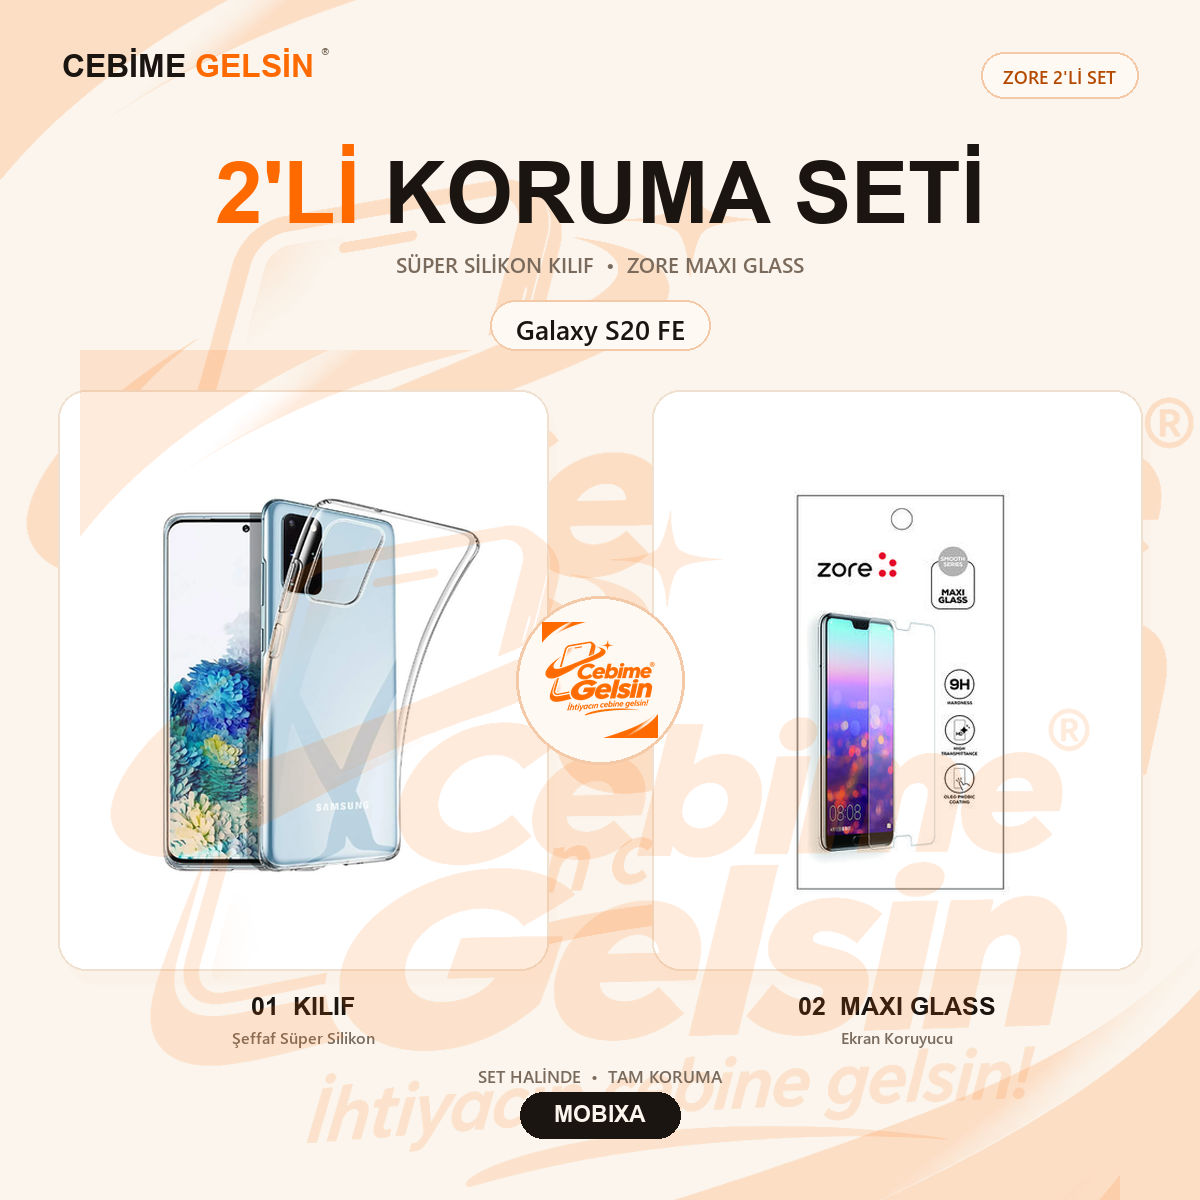 CEBİME GELSİN ®
ZORE 2'Lİ SET
2'Lİ KORUMA SETİ
SÜPER SİLİKON KILIF • ZORE MAXI GLASS
Galaxy S20 FE
SAMSUNG
zore
SMOOTH
SERIES
MAXI
GLASS
9H
HARDNESS
HIGH
TRANSMITTANCE
OLEO PHOBIC
COATING
08:08
Cebime®
Gelsin
İhtiyacın cebine gelsin!
Cebime®
Gelsin
İhtiyacın cebine gelsin!
01 KILIF
Şeffaf Süper Silikon
02 MAXI GLASS
Ekran Koruyucu
SET HALİNDE • TAM KORUMA
MOBIXA